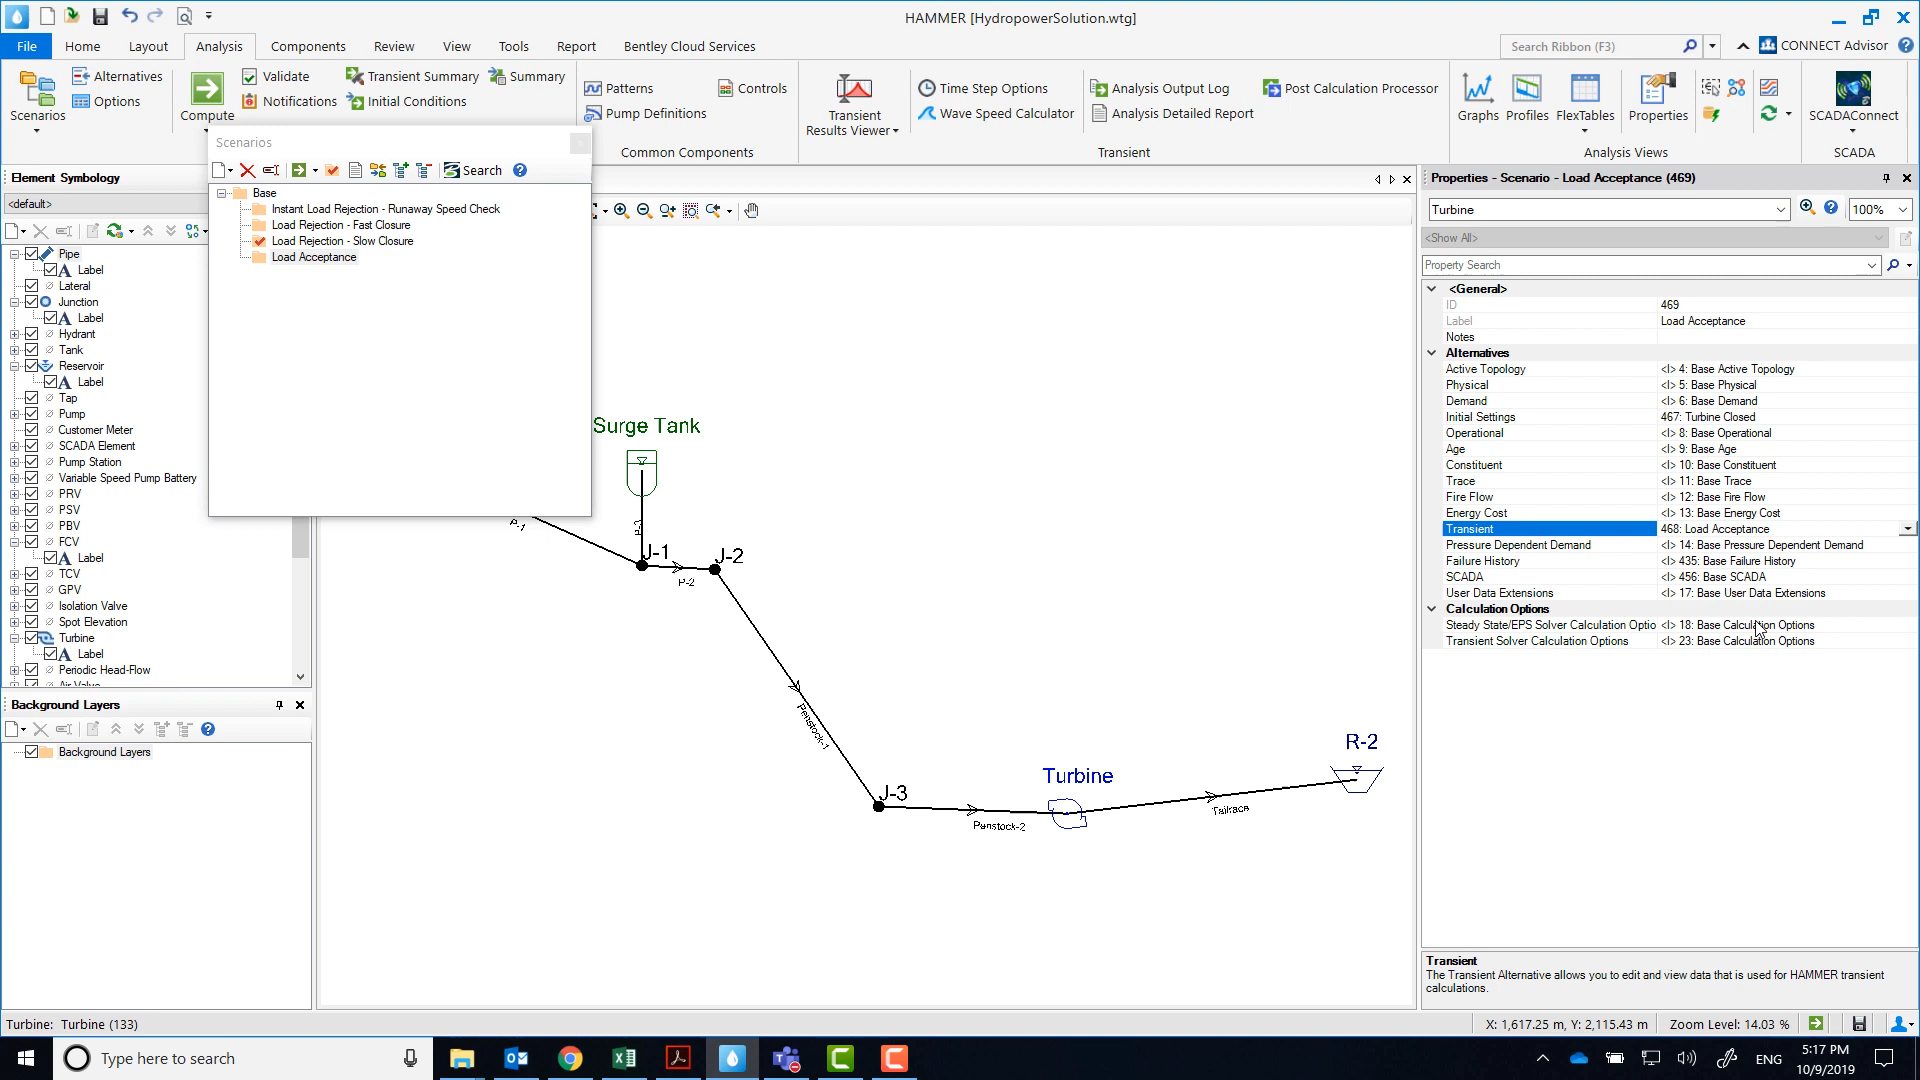 HAMMER [HydropowerSolution.wtg]
File
Home
Layout
Analysis
Components
Review
View
Tools
Report
Bentley Cloud Services
Search Ribbon (F3)
CONNECT Advisor
Scenarios
Alternatives
Options
Compute
Validate
Notifications
Transient Summary
Initial Conditions
Summary
Patterns
Pump Definitions
Controls
Common Components
Transient
Results Viewer
Time Step Options
Wave Speed Calculator
Analysis Output Log
Analysis Detailed Report
Post Calculation Processor
Transient
Graphs
Profiles
FlexTables
Properties
Analysis Views
SCADAConnect
SCADA
Element Symbology
<default>
Pipe
Label
Lateral
Junction
Label
Hydrant
Tank
Reservoir
Label
Tap
Pump
Customer Meter
SCADA Element
Pump Station
Variable Speed Pump Battery
PRV
PSV
PBV
FCV
Label
TCV
GPV
Isolation Valve
Spot Elevation
Turbine
Label
Periodic Head-Flow
Air Valve
Background Layers
Background Layers
Scenarios
Search
Base
Instant Load Rejection - Runaway Speed Check
Load Rejection - Fast Closure
Load Rejection - Slow Closure
Load Acceptance
Surge Tank
P-1
P-3
J-1
J-2
P-2
Penstock-1
J-3
Penstock-2
Turbine
Tailrace
R-2
Properties - Scenario - Load Acceptance (469)
Turbine
100%
<Show All>
Property Search
<General>
ID 469
Label Load Acceptance
Notes
Alternatives
Active Topology <I> 4: Base Active Topology
Physical <I> 5: Base Physical
Demand <I> 6: Base Demand
Initial Settings 467: Turbine Closed
Operational <I> 8: Base Operational
Age <I> 9: Base Age
Constituent <I> 10: Base Constituent
Trace <I> 11: Base Trace
Fire Flow <I> 12: Base Fire Flow
Energy Cost <I> 13: Base Energy Cost
Transient 468: Load Acceptance
Pressure Dependent Demand <I> 14: Base Pressure Dependent Demand
Failure History <I> 435: Base Failure History
SCADA <I> 456: Base SCADA
User Data Extensions <I> 17: Base User Data Extensions
Calculation Options
Steady State/EPS Solver Calculation Optio <I> 18: Base Calculation Options
Transient Solver Calculation Options <I> 23: Base Calculation Options
Transient
The Transient Alternative allows you to edit and view data that is used for HAMMER transient
calculations.
Turbine: Turbine (133)
X: 1,617.25 m, Y: 2,115.43 m
Zoom Level: 14.03 %
Type here to search
ENG
5:17 PM
10/9/2019